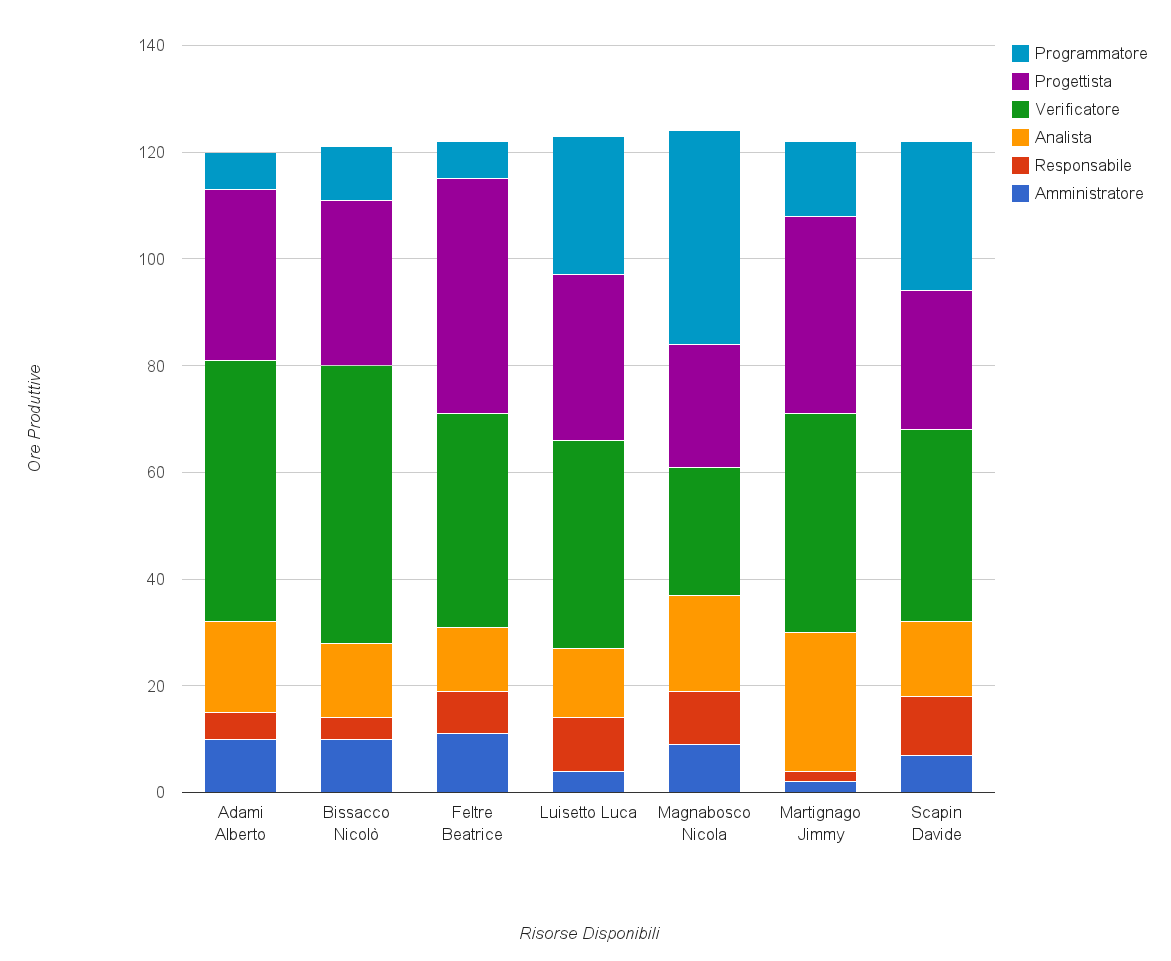 140
120
100
80
60
40
20
0
Ore Produttive
Programmatore
Progettista
Verificatore
Analista
Responsabile
Amministratore
Adami
Alberto
Bissacco
Nicolò
Feltre
Beatrice
Luisetto Luca
Magnabosco
Nicola
Martignago
Jimmy
Scapin
Davide
Risorse Disponibili